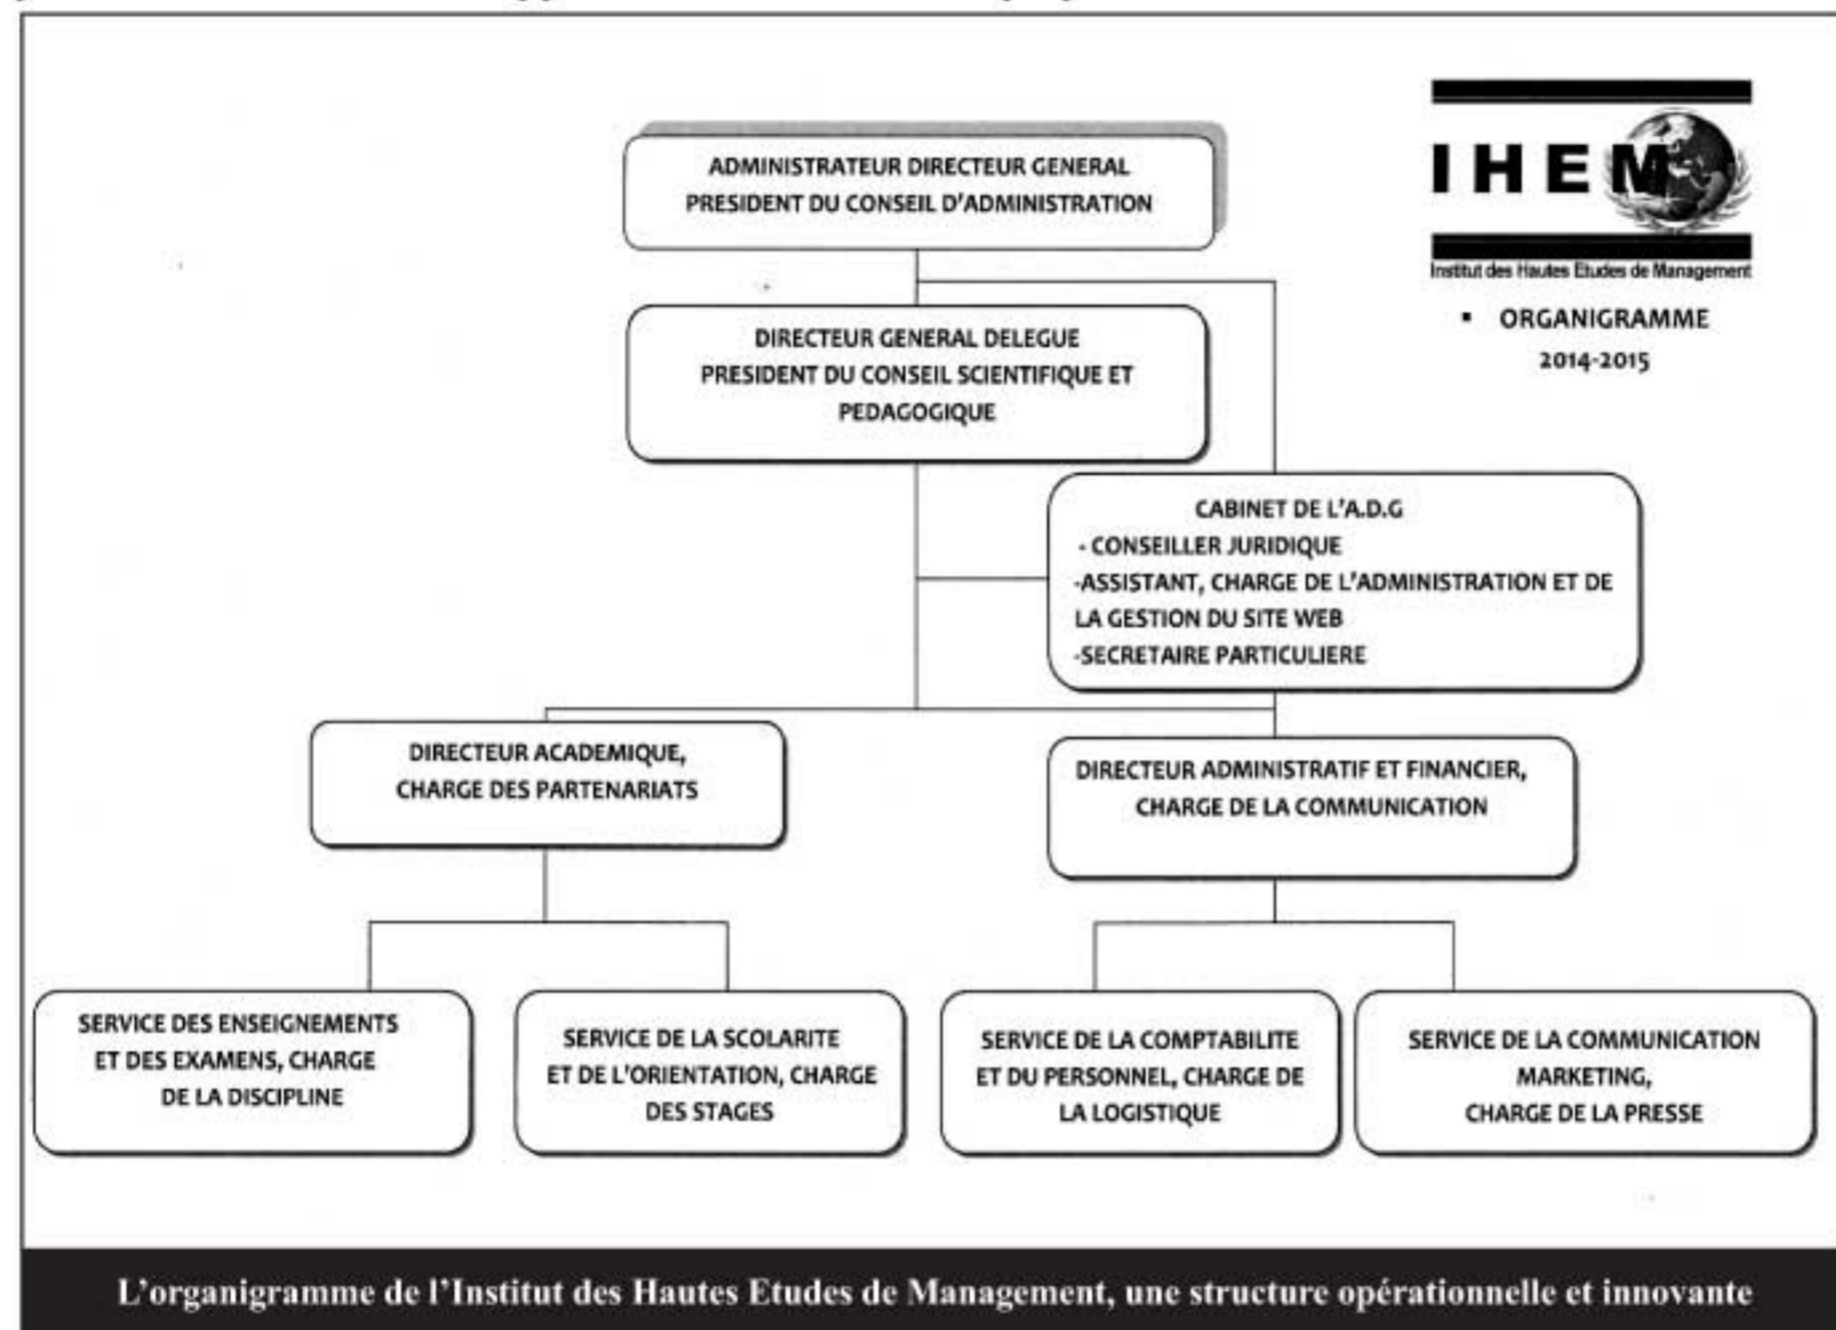 ADMINISTRATEUR DIRECTEUR GENERAL
PRESIDENT DU CONSEIL D'ADMINISTRATION
IHEM
Institut des Hautes Etudes de Management
▪ ORGANIGRAMME
2014-2015
DIRECTEUR GENERAL DELEGUE
PRESIDENT DU CONSEIL SCIENTIFIQUE ET
PEDAGOGIQUE
CABINET DE L'A.D.G
- CONSEILLER JURIDIQUE
-ASSISTANT, CHARGE DE L'ADMINISTRATION ET DE
LA GESTION DU SITE WEB
-SECRETAIRE PARTICULIERE
DIRECTEUR ACADEMIQUE,
CHARGE DES PARTENARIATS
DIRECTEUR ADMINISTRATIF ET FINANCIER,
CHARGE DE LA COMMUNICATION
SERVICE DES ENSEIGNEMENTS
ET DES EXAMENS, CHARGE
DE LA DISCIPLINE
SERVICE DE LA SCOLARITE
ET DE L'ORIENTATION, CHARGE
DES STAGES
SERVICE DE LA COMPTABILITE
ET DU PERSONNEL, CHARGE DE
LA LOGISTIQUE
SERVICE DE LA COMMUNICATION
MARKETING,
CHARGE DE LA PRESSE
L'organigramme de l'Institut des Hautes Etudes de Management, une structure opérationnelle et innovante